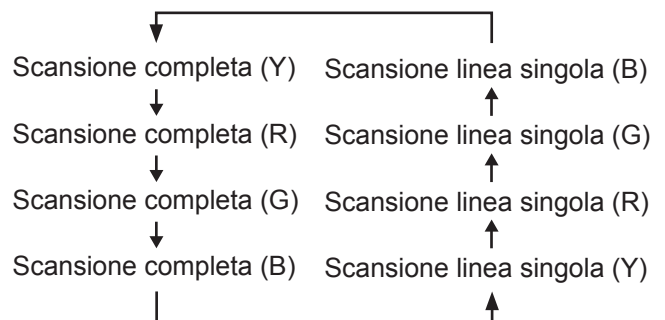 Scansione completa (Y)
Scansione completa (R)
Scansione completa (G)
Scansione completa (B)
Scansione linea singola (Y)
Scansione linea singola (R)
Scansione linea singola (G)
Scansione linea singola (B)